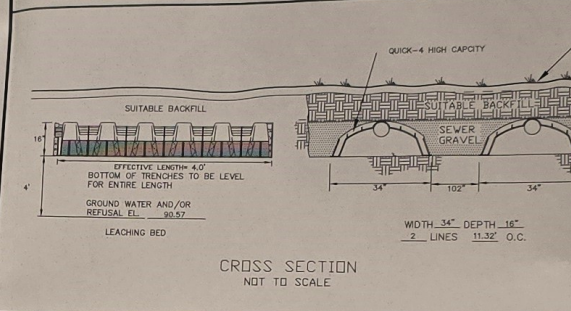 QUICK-4 HIGH CAPCITY
SUITABLE BACKFILL
SUITABLE BACKFILL
16"
SEWER
GRAVEL
EFFECTIVE LENGTH= 4.0'
BOTTOM OF TRENCHES TO BE LEVEL
FOR ENTIRE LENGTH
4'
34" 102" 34"
GROUND WATER AND/OR
REFUSAL EL. 90.57
LEACHING BED
WIDTH 34" DEPTH 16"
2 LINES 11.32' O.C.
CROSS SECTION
NOT TO SCALE